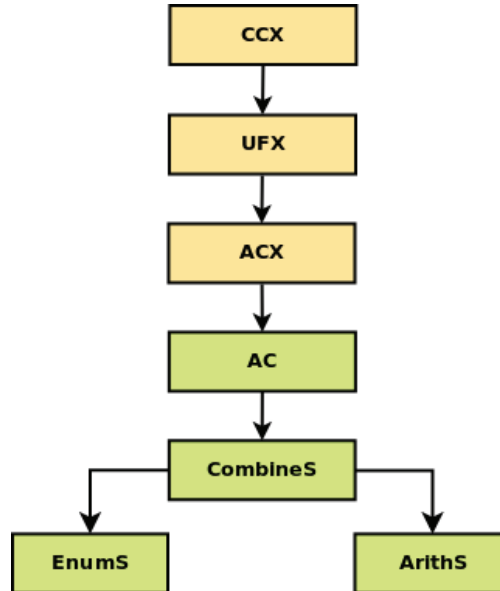 CCX
UFX
ACX
AC
CombineS
EnumS
ArithS